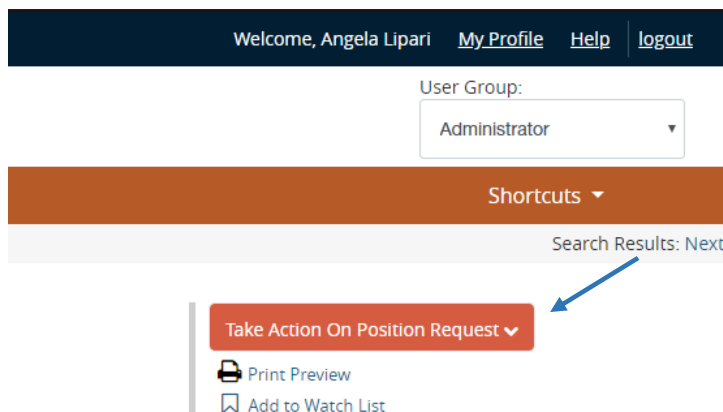 Welcome, Angela Lipari My Profile Help logout
User Group:
Administrator
Shortcuts
Search Results: Next
Take Action On Position Request
Print Preview
Add to Watch List